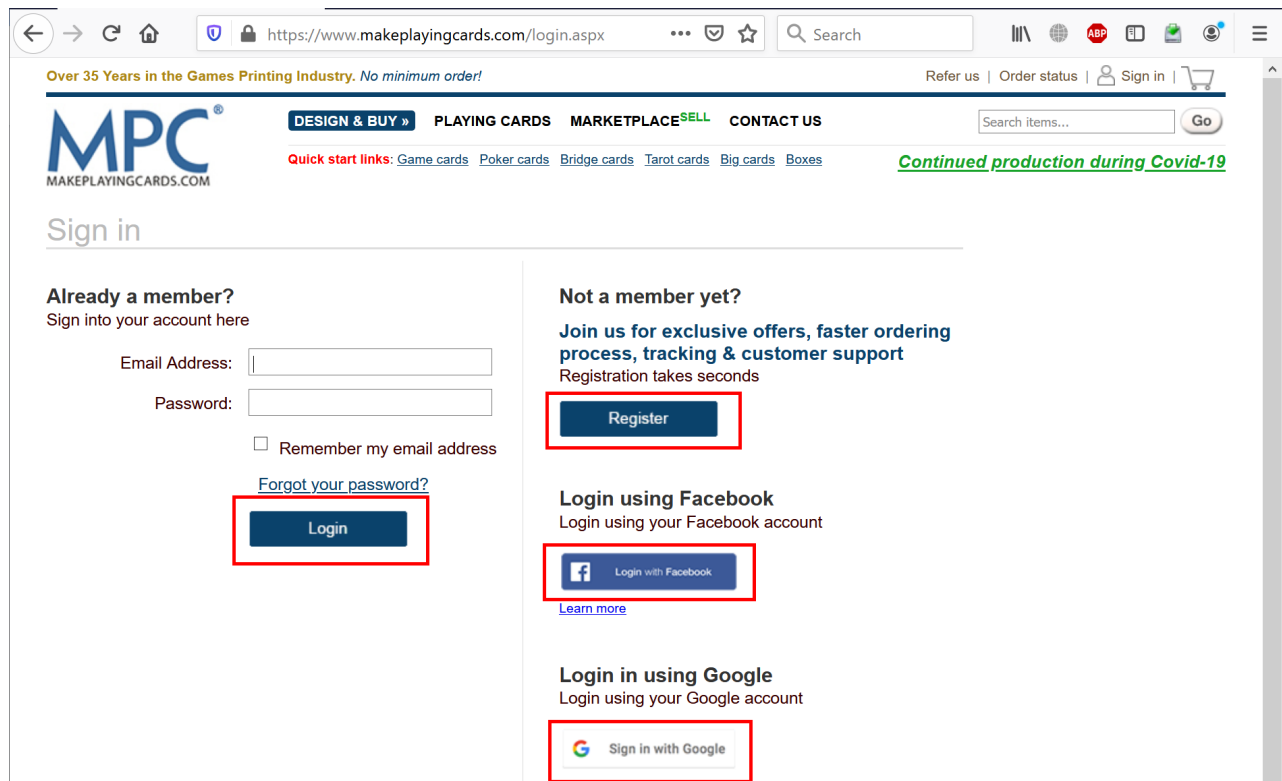 https://www.makeplayingcards.com/login.aspx
Search
ABP
Over 35 Years in the Games Printing Industry. No minimum order!
Refer us | Order status | Sign in |
MPC®
MAKEPLAYINGCARDS.COM
DESIGN & BUY » PLAYING CARDS MARKETPLACE SELL CONTACT US
Search items... Go
Quick start links: Game cards Poker cards Bridge cards Tarot cards Big cards Boxes
Continued production during Covid-19
Sign in
Already a member?
Sign into your account here
Email Address:
Password:
Remember my email address
Forgot your password?
Login
Not a member yet?
Join us for exclusive offers, faster ordering
process, tracking & customer support
Registration takes seconds
Register
Login using Facebook
Login using your Facebook account
Login with Facebook
Learn more
Login in using Google
Login using your Google account
Sign in with Google